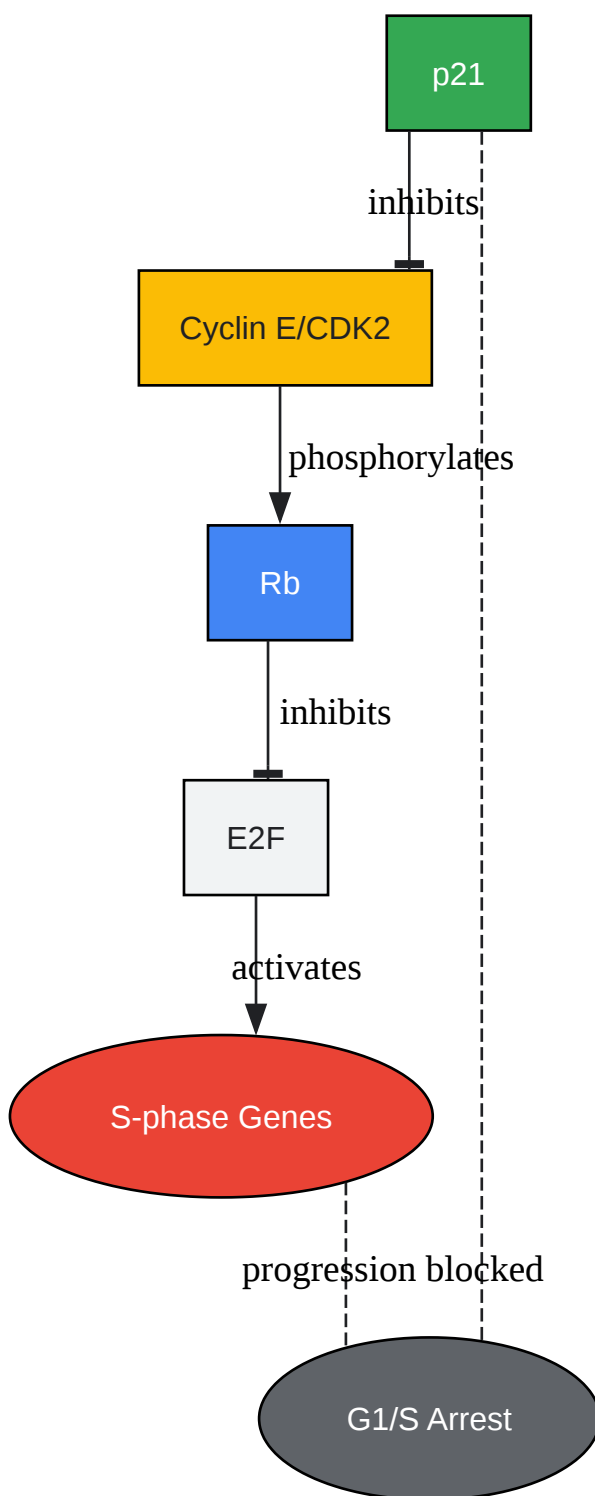 p21
inhibits
Cyclin E/CDK2
phosphorylates
Rb
inhibits
E2F
activates
S-phase Genes
progression blocked
G1/S Arrest